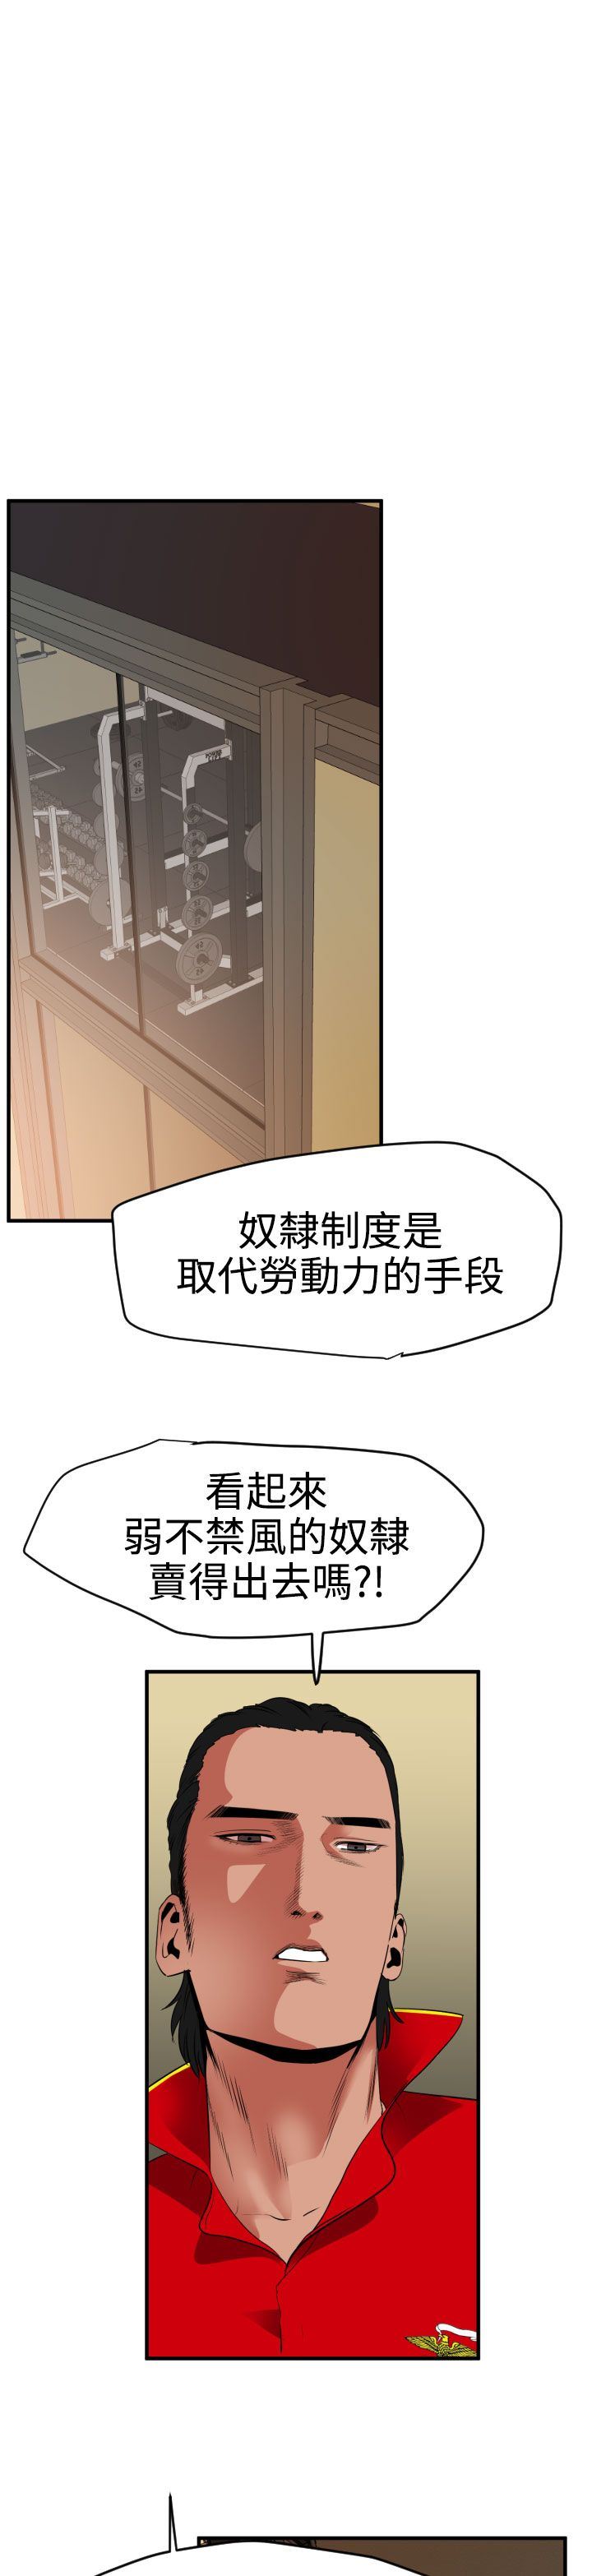 奴隸制度是
取代勞動力的手段
看起來
弱不禁風的奴隸
賣得出去嗎?!